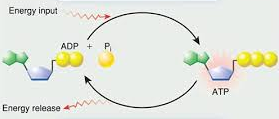 Energy input
ADP + Pi
ATP
Energy release